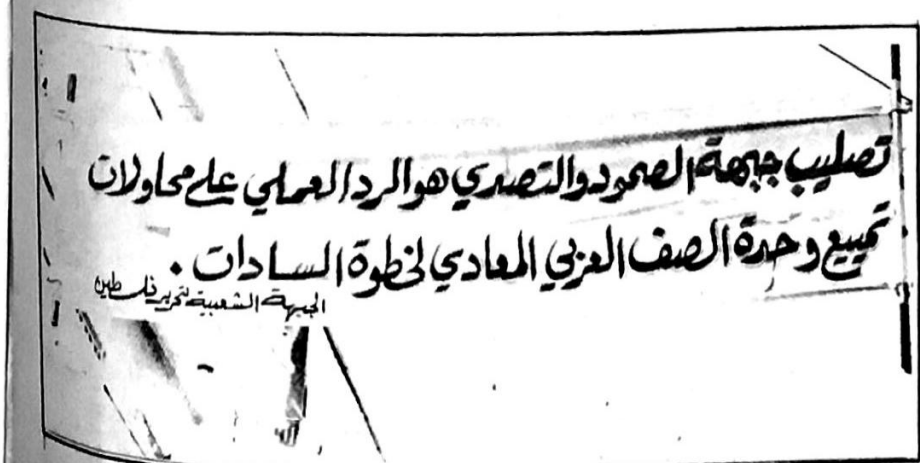 تصليب جبهة الصمود والتصدي هو الرد العملي على محاولات
تمييع وحدة الصف العربي المعادي لخطوة السادات .
الجبهة الشعبية لتحرير فلسطين